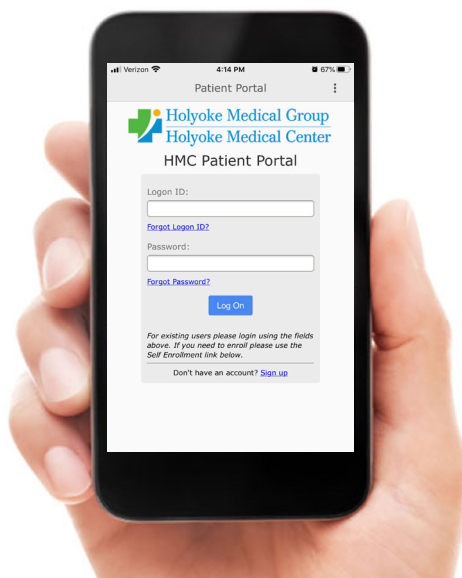 Verizon 4:14 PM 67%
Patient Portal
Holyoke Medical Group
Holyoke Medical Center
HMC Patient Portal
Logon ID:
Forgot Logon ID?
Password:
Forgot Password?
Log On
For existing users please login using the fields
above. If you need to enroll please use the
Self Enrollment link below.
Don't have an account? Sign up